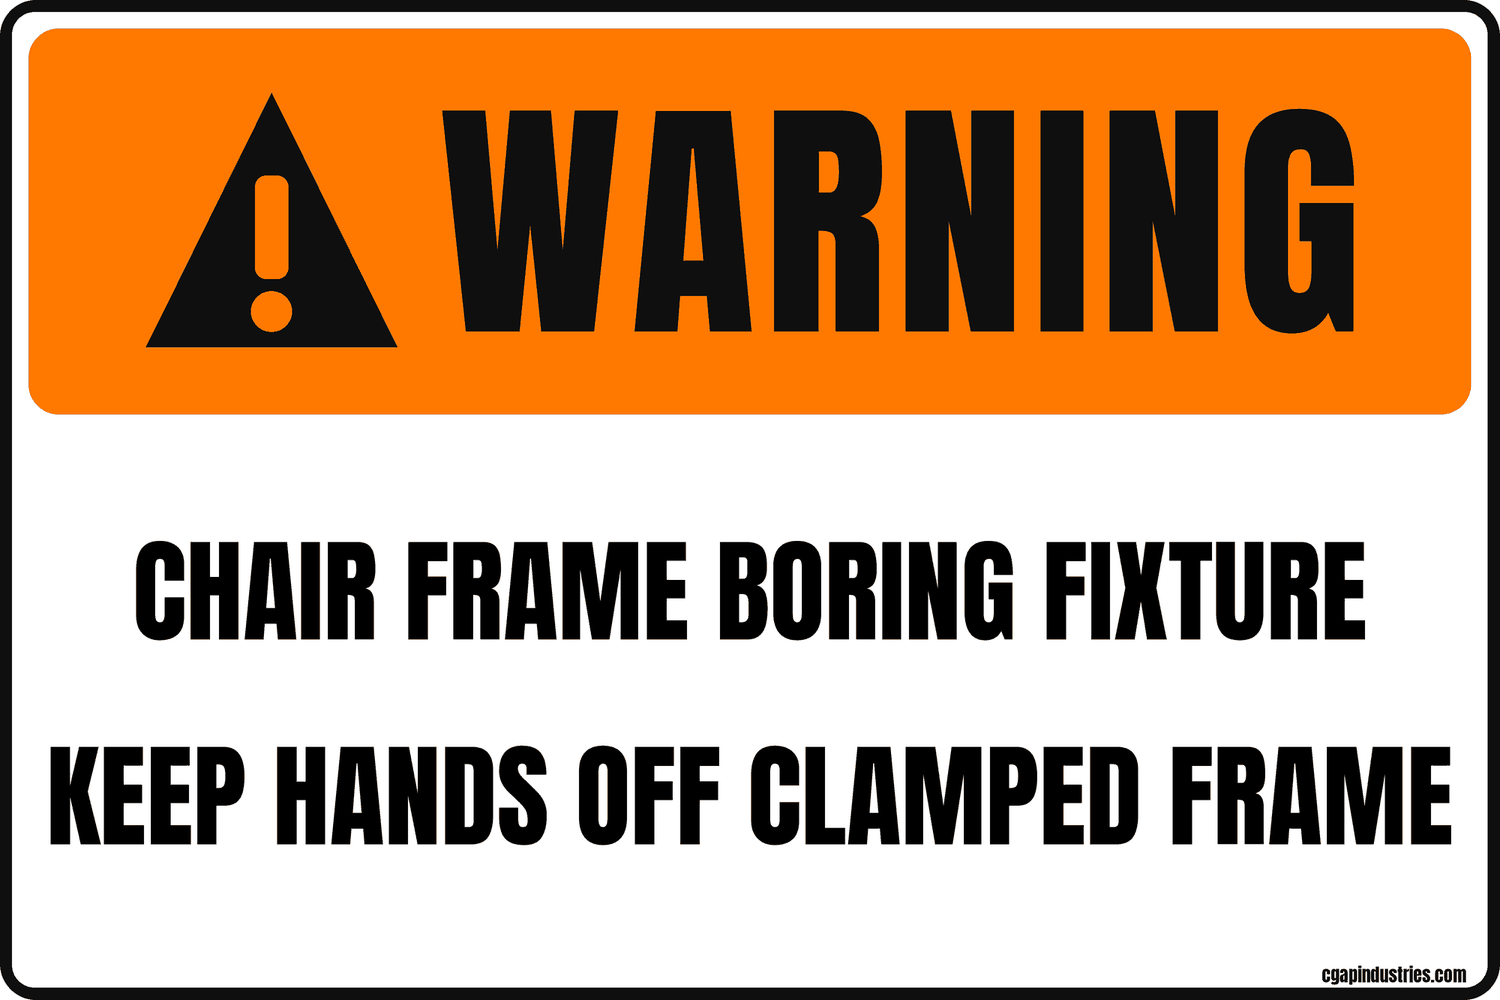 WARNING
CHAIR FRAME BORING FIXTURE
KEEP HANDS OFF CLAMPED FRAME
cgapindustries.com